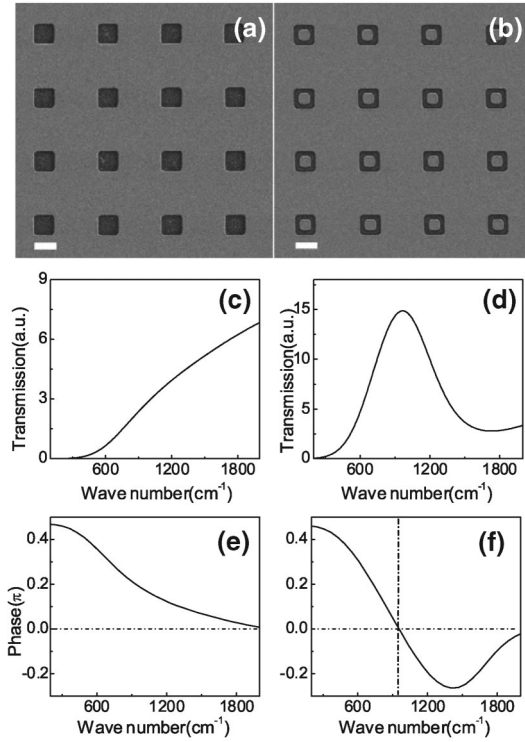 (a) (b)
(c) (d)
9
6
3
0
Transmission(a.u.)
600 1200 1800
Wave number(cm⁻¹)
15
10
5
0
Transmission(a.u.)
600 1200 1800
Wave number(cm⁻¹)
(e) (f)
0.4
0.2
0.0
-0.2
Phase(π)
600 1200 1800
Wave number(cm⁻¹)
0.4
0.2
0.0
-0.2
600 1200 1800
Wave number(cm⁻¹)